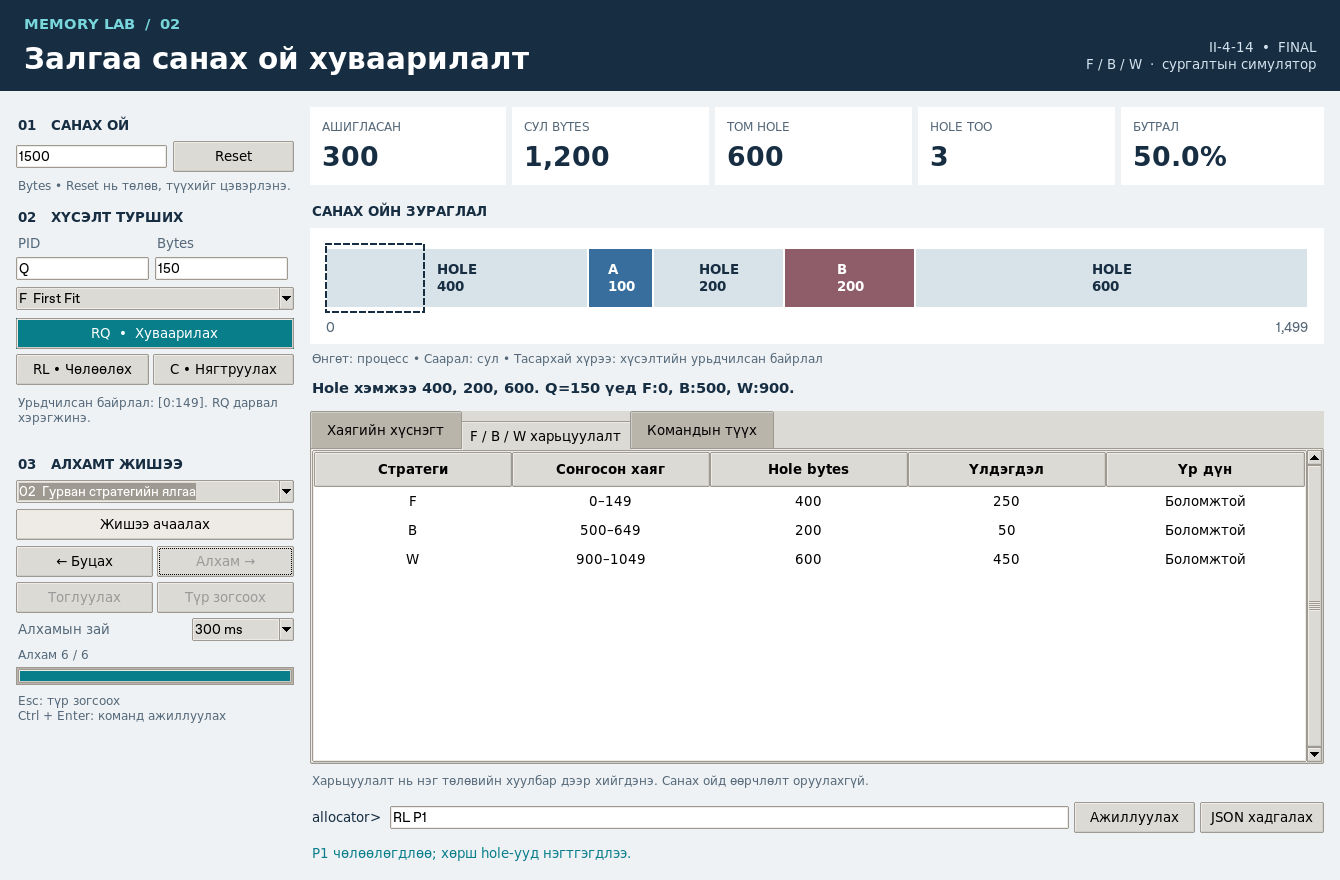 MEMORY LAB / 02
Залгаа санах ой хуваарилалт
II-4-14 • FINAL
F / B / W · сургалтын симулятор
01 САНАХ ОЙ
1500 Reset
Bytes • Reset нь төлөв, түүхийг цэвэрлэнэ.
02 ХҮСЭЛТ ТУРШИХ
PID Bytes
Q 150
F First Fit
RQ • Хуваарилах
RL • Чөлөөлөх C • Нягтруулах
Урьдчилсан байрлал: [0:149]. RQ дарвал
хэрэгжинэ.
03 АЛХАМТ ЖИШЭЭ
02 Гурван стратегийн ялгаа
Жишээ ачаалах
← Буцах Алхам →
Тоглуулах Түр зогсоох
Алхамын зай 300 ms
Алхам 6 / 6
Esc: түр зогсоох
Ctrl + Enter: команд ажиллуулах
АШИГЛАСАН СУЛ BYTES ТОМ HOLE HOLE ТОО БУТРАЛ
300 1,200 600 3 50.0%
САНАХ ОЙН ЗУРАГЛАЛ
HOLE A HOLE B HOLE
400 100 200 200 600
0 1,499
Өнгөт: процесс • Саарал: сул • Тасархай хүрээ: хүсэлтийн урьдчилсан байрлал
Hole хэмжээ 400, 200, 600. Q=150 үед F:0, B:500, W:900.
Хаягийн хүснэгт F / B / W харьцуулалт Командын түүх
Стратеги Сонгосон хаяг Hole bytes Үлдэгдэл Үр дүн
F 0–149 400 250 Боломжтой
B 500–649 200 50 Боломжтой
W 900–1049 600 450 Боломжтой
Харьцуулалт нь нэг төлөвийн хуулбар дээр хийгдэнэ. Санах ойд өөрчлөлт оруулахгүй.
allocator> RL P1 Ажиллуулах JSON хадгалах
P1 чөлөөлөгдлөө; хөрш hole-ууд нэгтгэгдлээ.